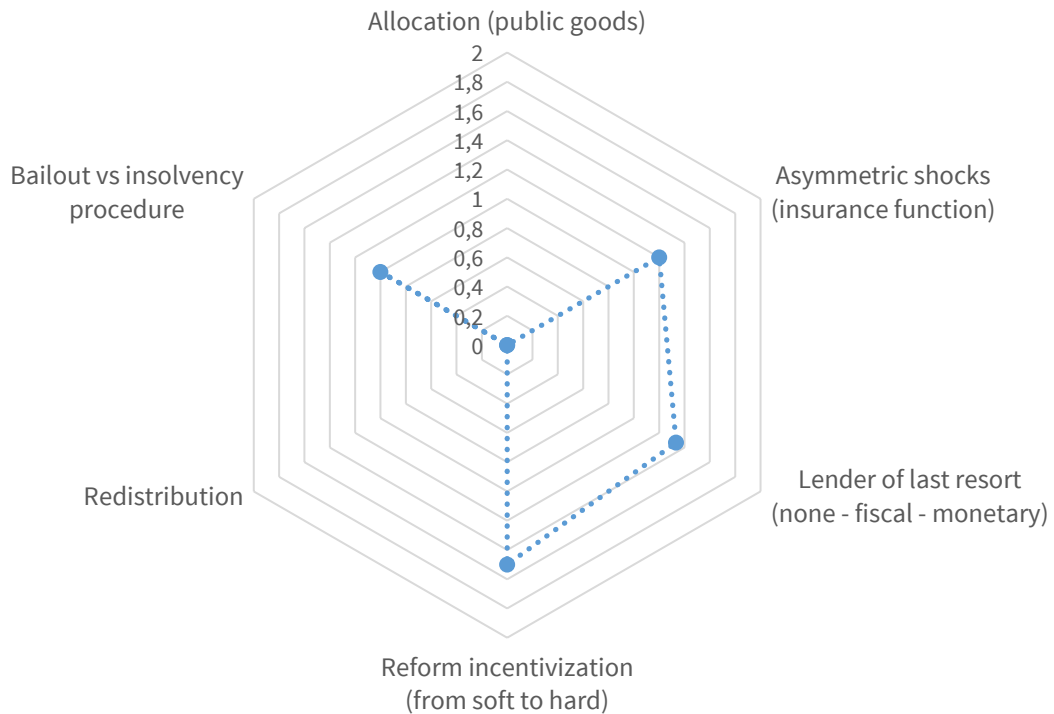 Allocation (public goods)
2
1,8
1,6
1,4
1,2
1
0,8
0,6
0,4
0,2
0
Asymmetric shocks
(insurance function)
Lender of last resort
(none - fiscal - monetary)
Reform incentivization
(from soft to hard)
Redistribution
Bailout vs insolvency
procedure